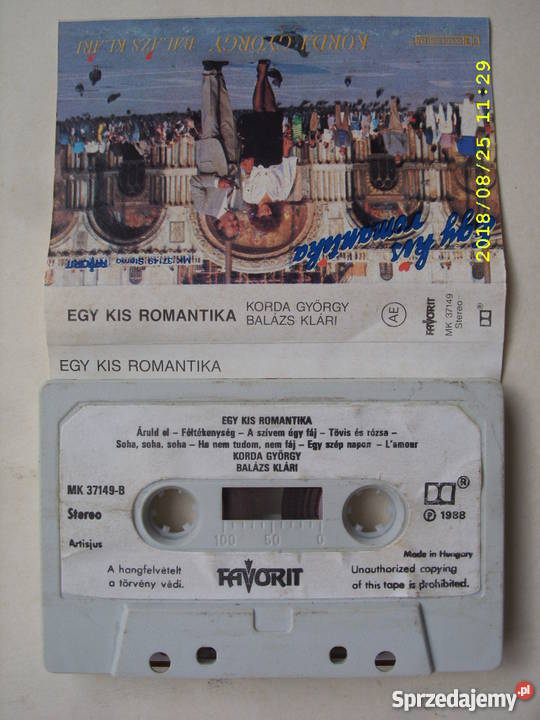 KORDA GYÖRGY BALÁZS KLÁRI
egy kis
romantika
MK 37149 Stereo FAVORIT
2018/08/25 11:29
EGY KIS ROMANTIKA
KORDA GYÖRGY
BALÁZS KLÁRI
AE
FAVORIT
MK 37149
Stereo
EGY KIS ROMANTIKA
EGY KIS ROMANTIKA
Áruld el – Féltékenység – A szívem úgy fáj – Tövis és rózsa –
Soha, soha, soha – Ha nem tudom, nem fáj – Egy szép napon – L'amour
KORDA GYÖRGY
BALÁZS KLÁRI
MK 37149-B
Stereo
Artisjus
100 50 0
® 
Ⓟ 1988
A hangfelvételt
a törvény védi.
FAVORIT
Made in Hungary
Unauthorized copying
of this tape is prohibited.
Sprzedajemy.pl